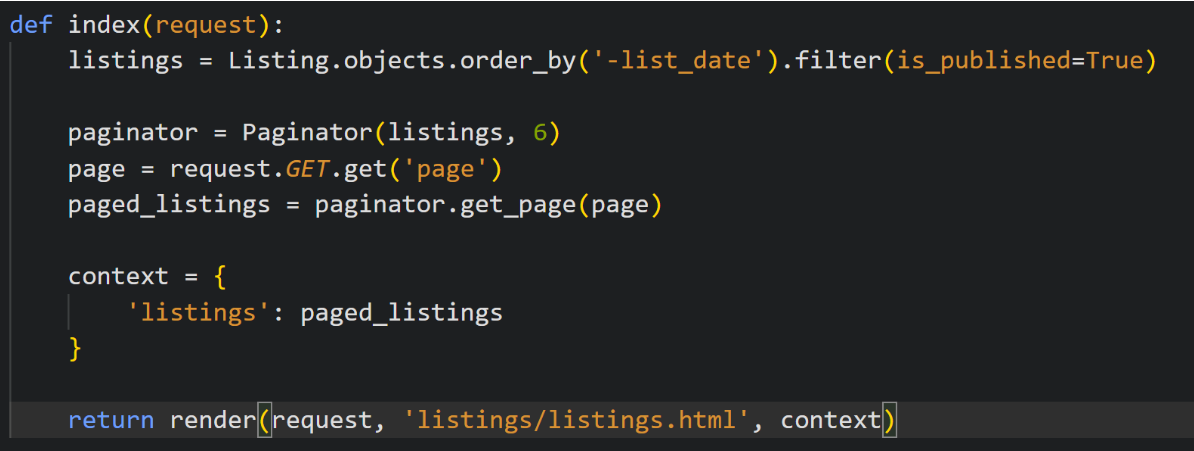 def index(request):
    listings = Listing.objects.order_by('-list_date').filter(is_published=True)
    paginator = Paginator(listings, 6)
    page = request.GET.get('page')
    paged_listings = paginator.get_page(page)
    context = {
        'listings': paged_listings
    }
    return render(request, 'listings/listings.html', context)